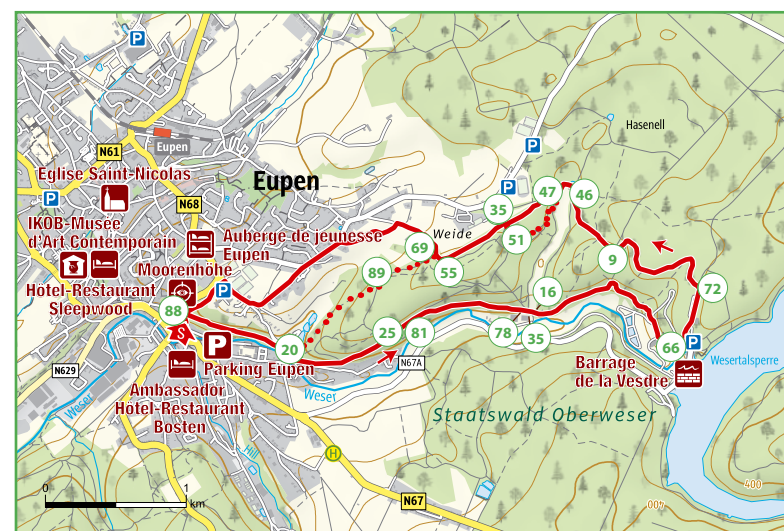 P
Eupen
N61
Eglise Saint-Nicolas
P
N68
Eupen
IKOB-Musée
d'Art Contemporain
Auberge de jeunesse
Eupen
Moorenhöhe
Hôtel-Restaurant
Sleepwood
P
88
S
P
Parking Eupen
N629
Weser
Ambassador
Hôtel-Restaurant
Bosten
Hill
20
89
69
Weide
55
35
P
P
51
47
46
Hasenell
9
72
16
25
81
78
35
N67A
Weser
66
P
Barrage
de la Vesdre
Wesertalsperre
Staatswald Oberweser
H
N67
400
400
0
1
km